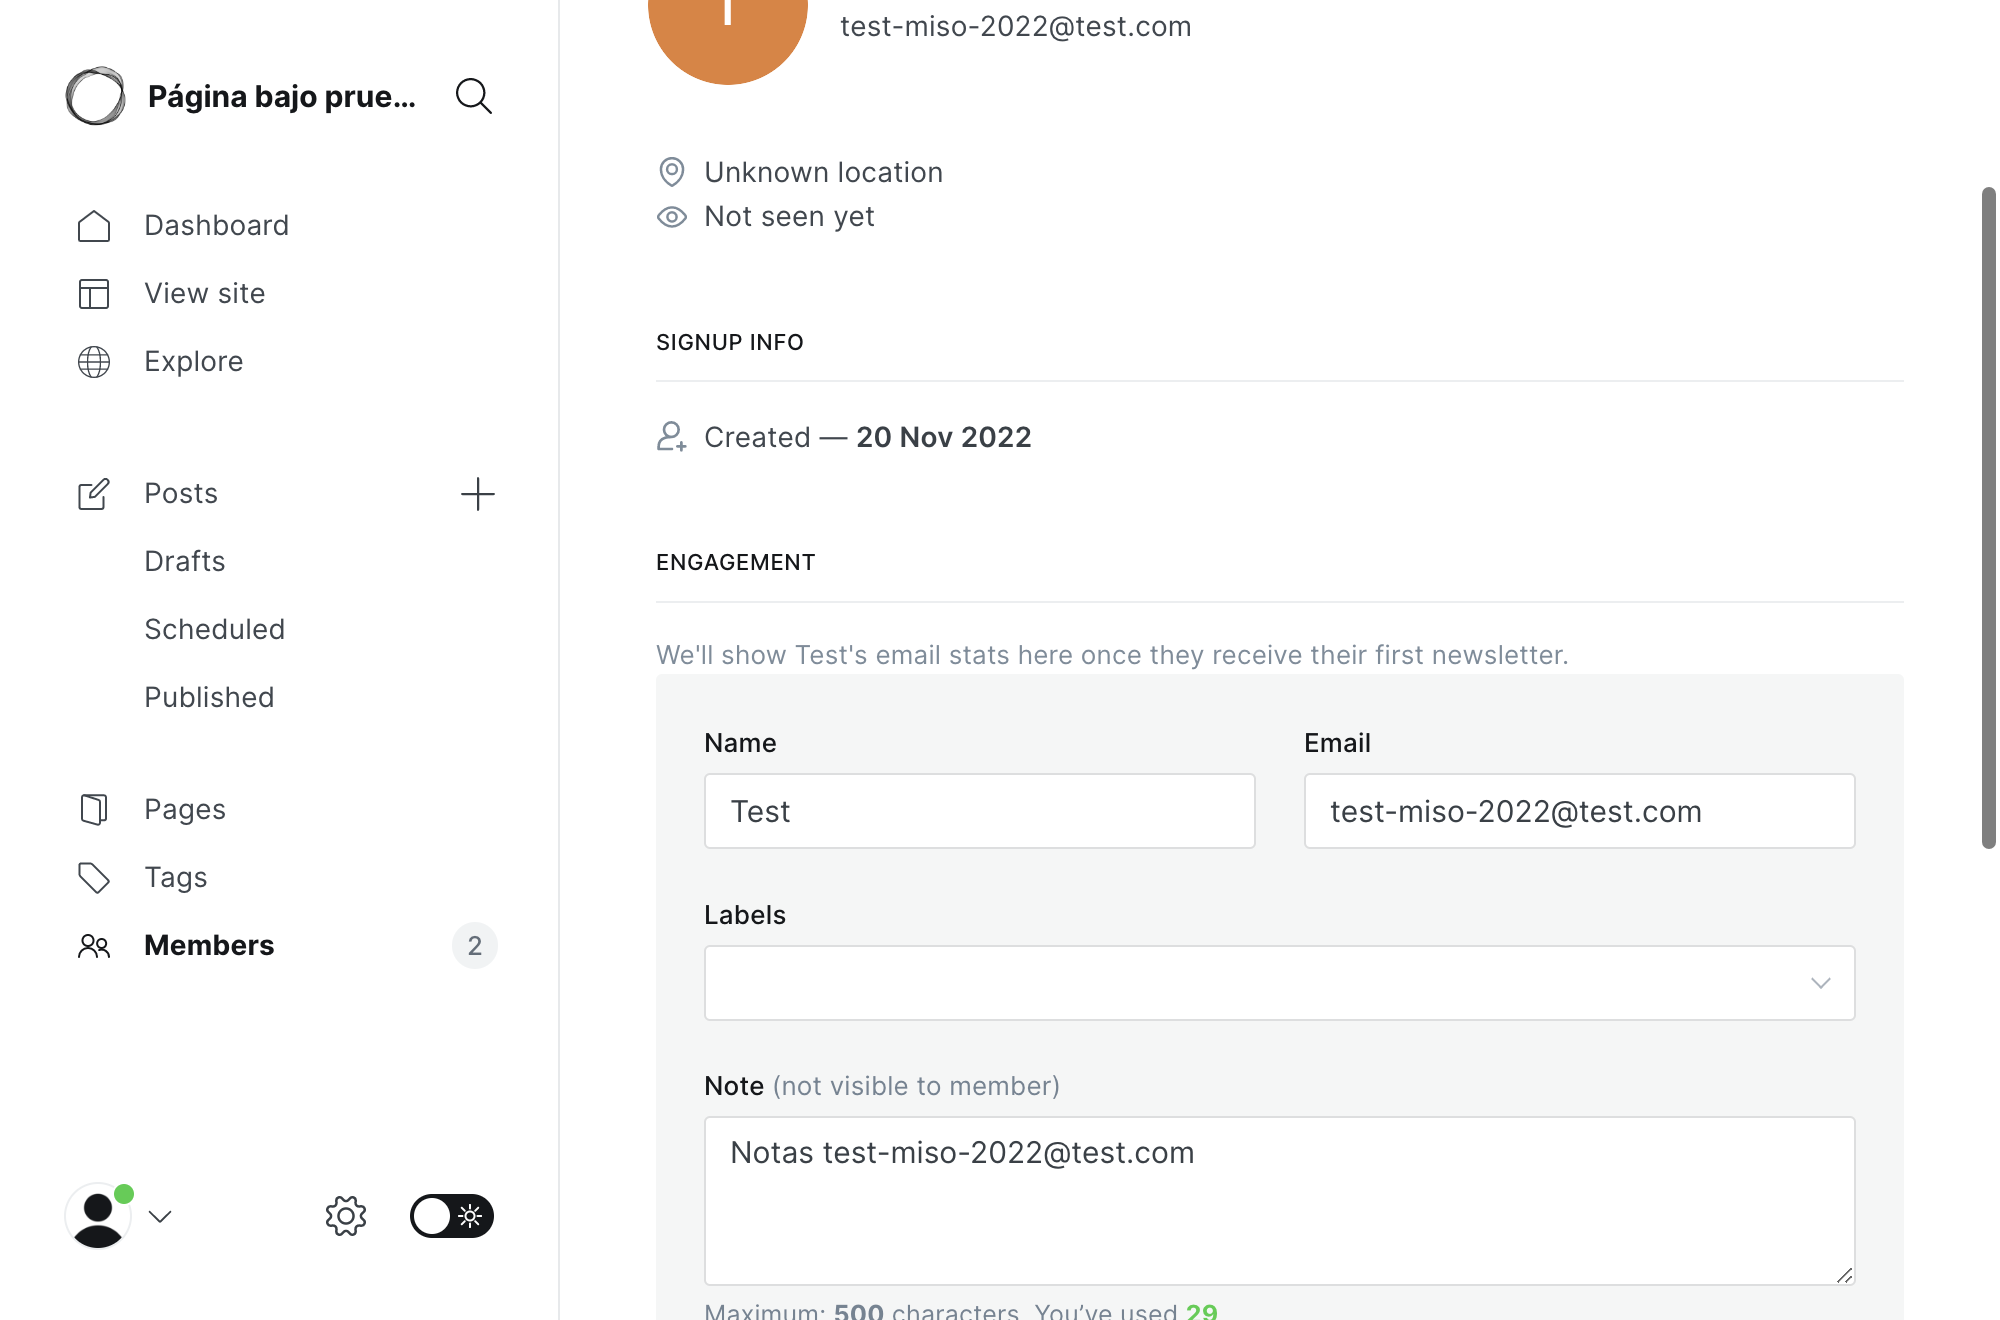 Página bajo prue...
Dashboard
View site
Explore
Posts
Drafts
Scheduled
Published
Pages
Tags
Members
2
test-miso-2022@test.com
Unknown location
Not seen yet
SIGNUP INFO
Created — 20 Nov 2022
ENGAGEMENT
We'll show Test's email stats here once they receive their first newsletter.
Name
Test
Email
test-miso-2022@test.com
Labels
Note (not visible to member)
Notas test-miso-2022@test.com
Maximum: 500 characters. You’ve used 29